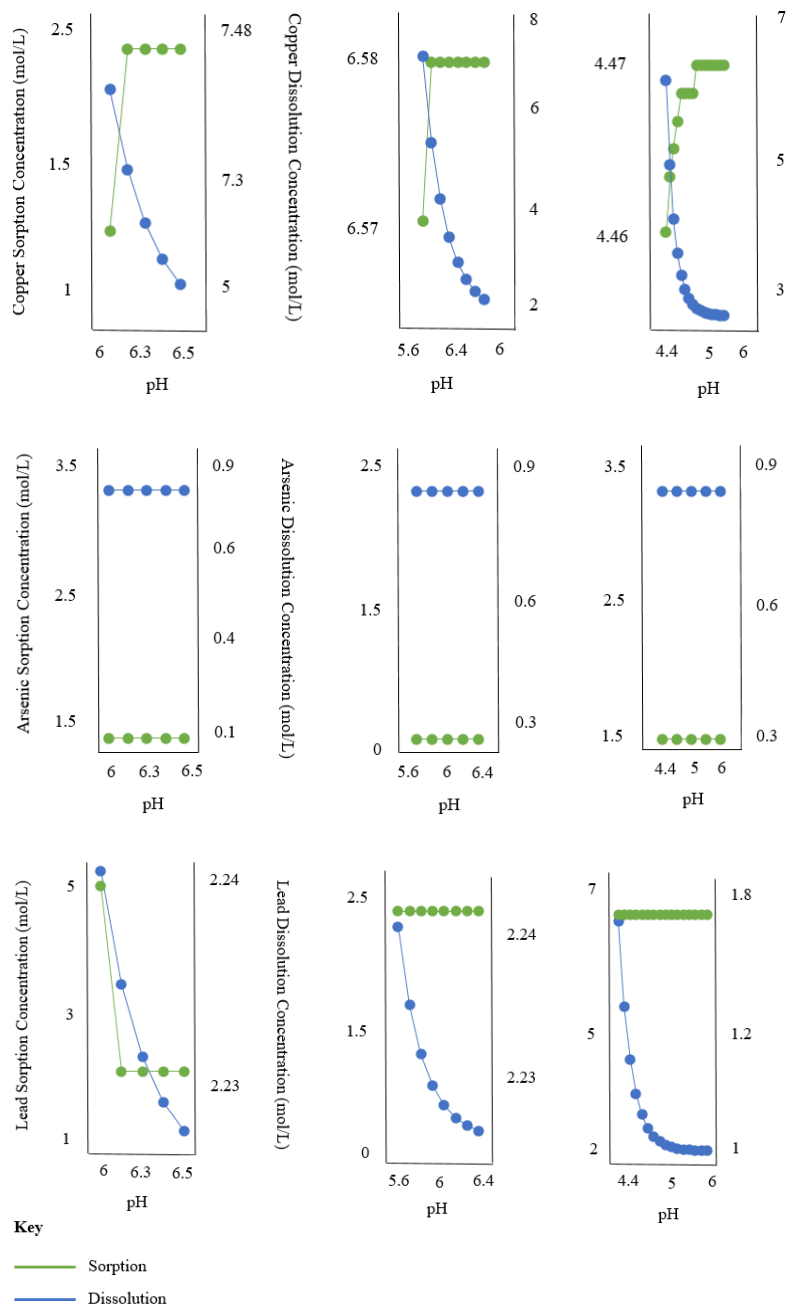 Copper Sorption Concentration (mol/L)
2.5
1.5
1
7.48
7.3
5
6 6.3 6.5
pH
Copper Dissolution Concentration (mol/L)
6.58
6.57
8
6
4
2
5.6 6.4 6
pH
4.47
4.46
7
5
3
4.4 5 6
pH
Arsenic Sorption Concentration (mol/L)
3.5
2.5
1.5
0.9
0.6
0.4
0.1
6 6.3 6.5
pH
Arsenic Dissolution Concentration (mol/L)
2.5
1.5
0
0.9
0.6
0.3
5.6 6 6.4
pH
3.5
2.5
1.5
0.9
0.6
0.3
4.4 5 6
pH
Lead Sorption Concentration (mol/L)
5
3
1
2.24
2.23
6 6.3 6.5
pH
Lead Dissolution Concentration (mol/L)
2.5
1.5
0
2.24
2.23
5.6 6 6.4
pH
7
5
2
1.8
1.2
1
4.4 5 6
pH
Key
Sorption
Dissolution